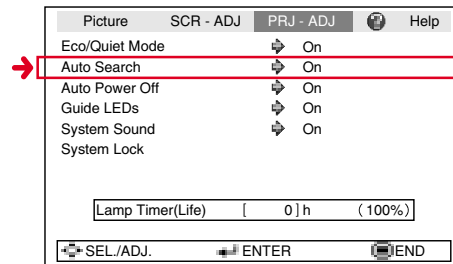 Picture SCR - ADJ PRJ - ADJ ? Help
Eco/Quiet Mode On
Auto Search On
Auto Power Off On
Guide LEDs On
System Sound On
System Lock
Lamp Timer(Life) [ 0 ] h ( 100% )
SEL./ADJ. ENTER END